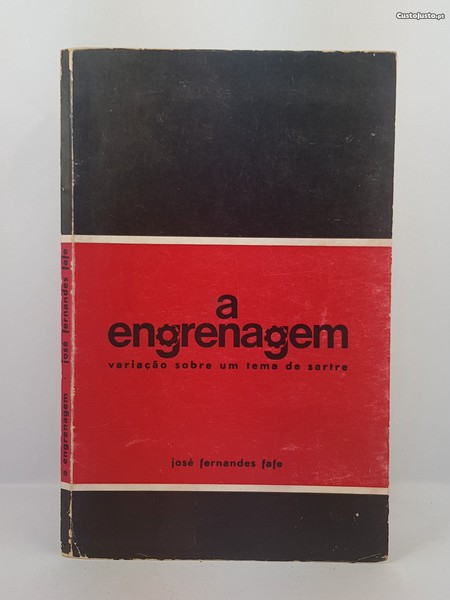 CustoJusto.pt
a
engrenagem
variação sobre um tema de sartre
josé fernandes fafe
a engrenagem josé fernandes fafe